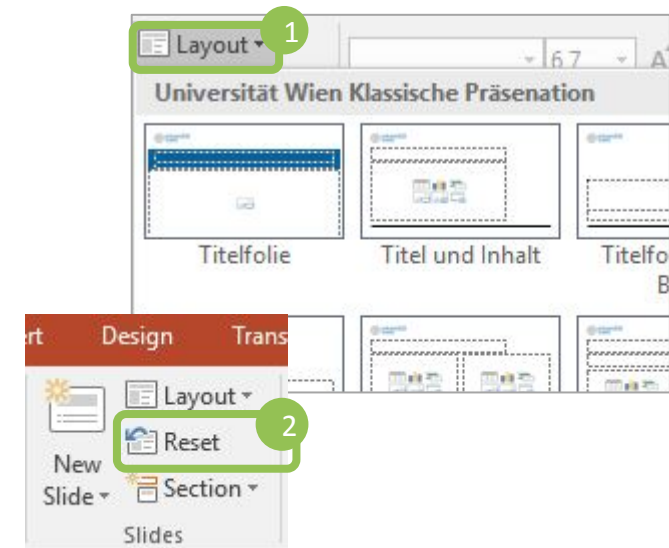 1
Layout
6.7 A
Universität Wien Klassische Präsenation
Titelfolie
Titel und Inhalt
Titelfo
B
ert Design Trans
Layout
2
Reset
New
Slide
Section
Slides